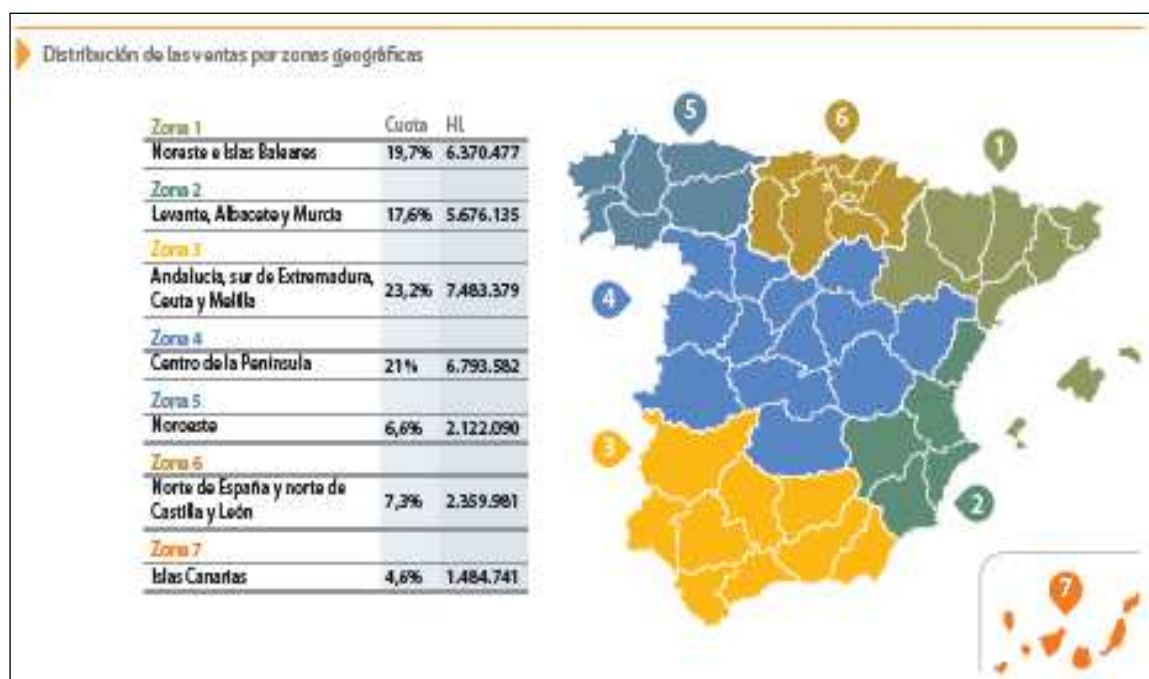 Distribución de las ventas por zonas geográficas
Zona 1 Cuota HL
Noreste e Islas Baleares 19,7% 6.370.477
Zona 2
Levante, Albacete y Murcia 17,6% 5.676.135
Zona 3
Andalucía, sur de Extremadura,
Ceuta y Melilla 23,2% 7.483.379
Zona 4
Centro de la Península 21% 6.793.582
Zona 5
Noroeste 6,6% 2.122.090
Zona 6
Norte de España y norte de
Castilla y León 7,3% 2.359.981
Zona 7
Islas Canarias 4,6% 1.484.741
5
6
1
4
3
2
7